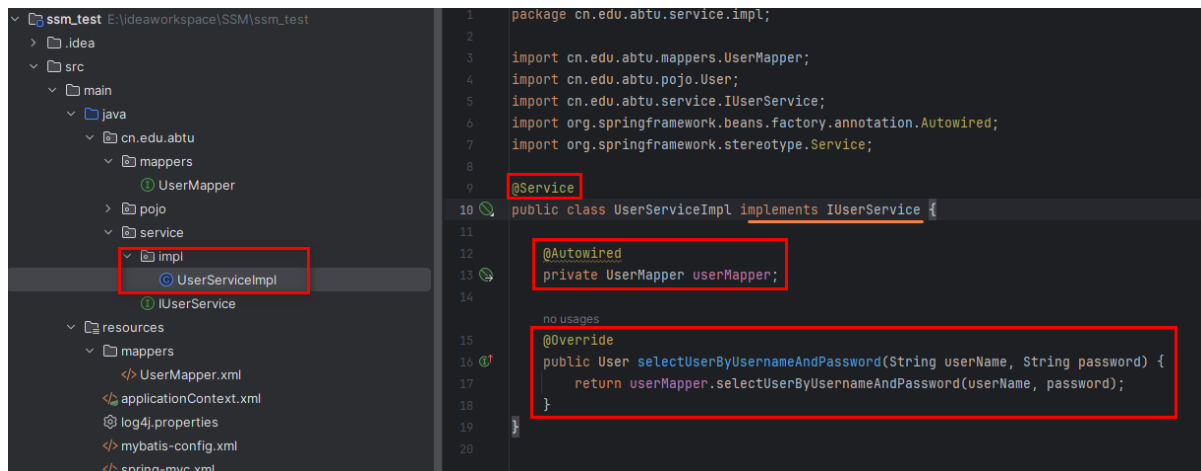 ssm_test E:\ideaworkspace\SSM\ssm_test
.idea
src
main
java
cn.edu.abtu
mappers
UserMapper
pojo
service
impl
UserServiceImpl
IUserService
resources
mappers
UserMapper.xml
applicationContext.xml
log4j.properties
mybatis-config.xml
spring-mvc.xml
1 package cn.edu.abtu.service.impl;
2
3 import cn.edu.abtu.mappers.UserMapper;
4 import cn.edu.abtu.pojo.User;
5 import cn.edu.abtu.service.IUserService;
6 import org.springframework.beans.factory.annotation.Autowired;
7 import org.springframework.stereotype.Service;
8
9 @Service
10 public class UserServiceImpl implements IUserService {
11
12 @Autowired
13 private UserMapper userMapper;
14
no usages
15 @Override
16 public User selectUserByUsernameAndPassword(String userName, String password) {
17 return userMapper.selectUserByUsernameAndPassword(userName, password);
18 }
19 }
20